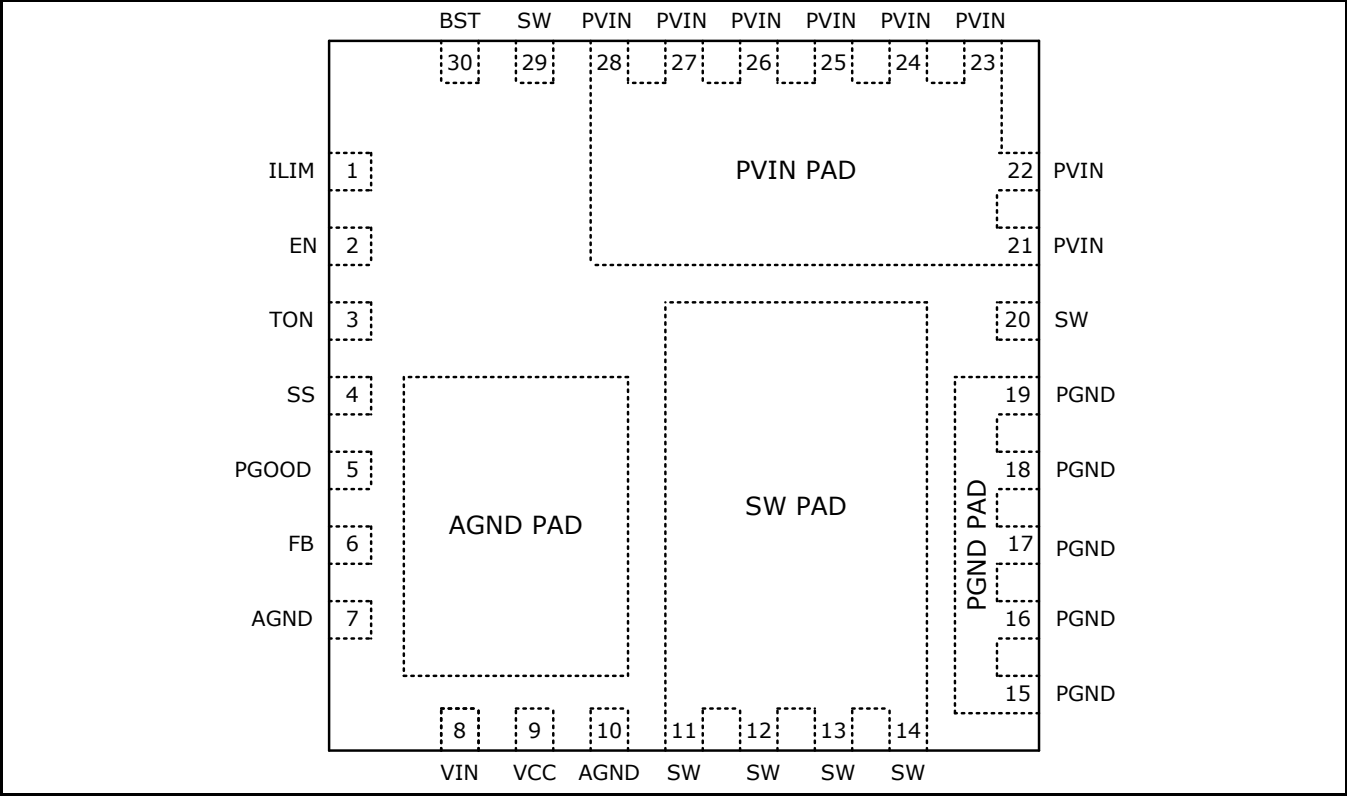 BST SW PVIN PVIN PVIN PVIN PVIN PVIN
30 29 28 27 26 25 24 23
ILIM 1 PVIN PAD 22 PVIN
EN 2 21 PVIN
TON 3 20 SW
SS 4 19 PGND
PGOOD 5 18 PGND
AGND PAD SW PAD PGND PAD
FB 6 17 PGND
AGND 7 16 PGND
15 PGND
8 9 10 11 12 13 14
VIN VCC AGND SW SW SW SW